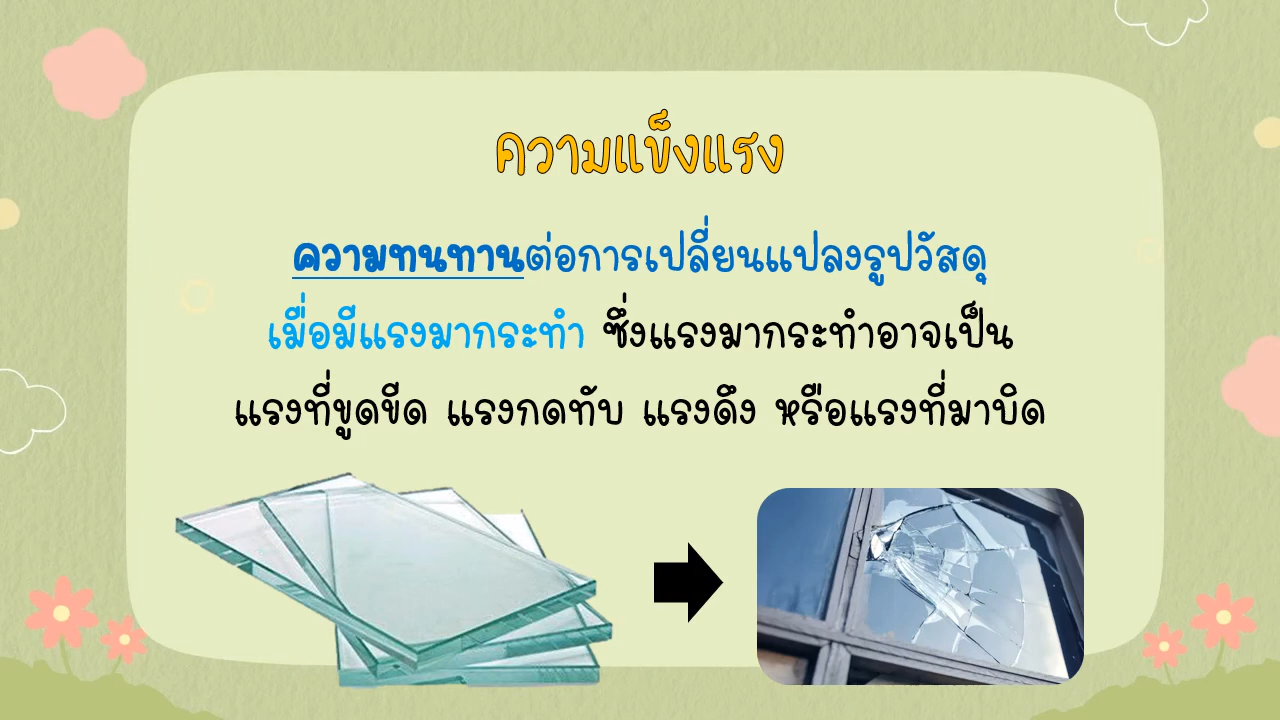 ความแข็งแรง
ความทนทานต่อการเปลี่ยนแปลงรูปวัสดุ
เมื่อมีแรงมากระทำ ซึ่งแรงมากระทำอาจเป็น
แรงที่ขูดขีด แรงกดทับ แรงดึง หรือแรงที่มาบิด